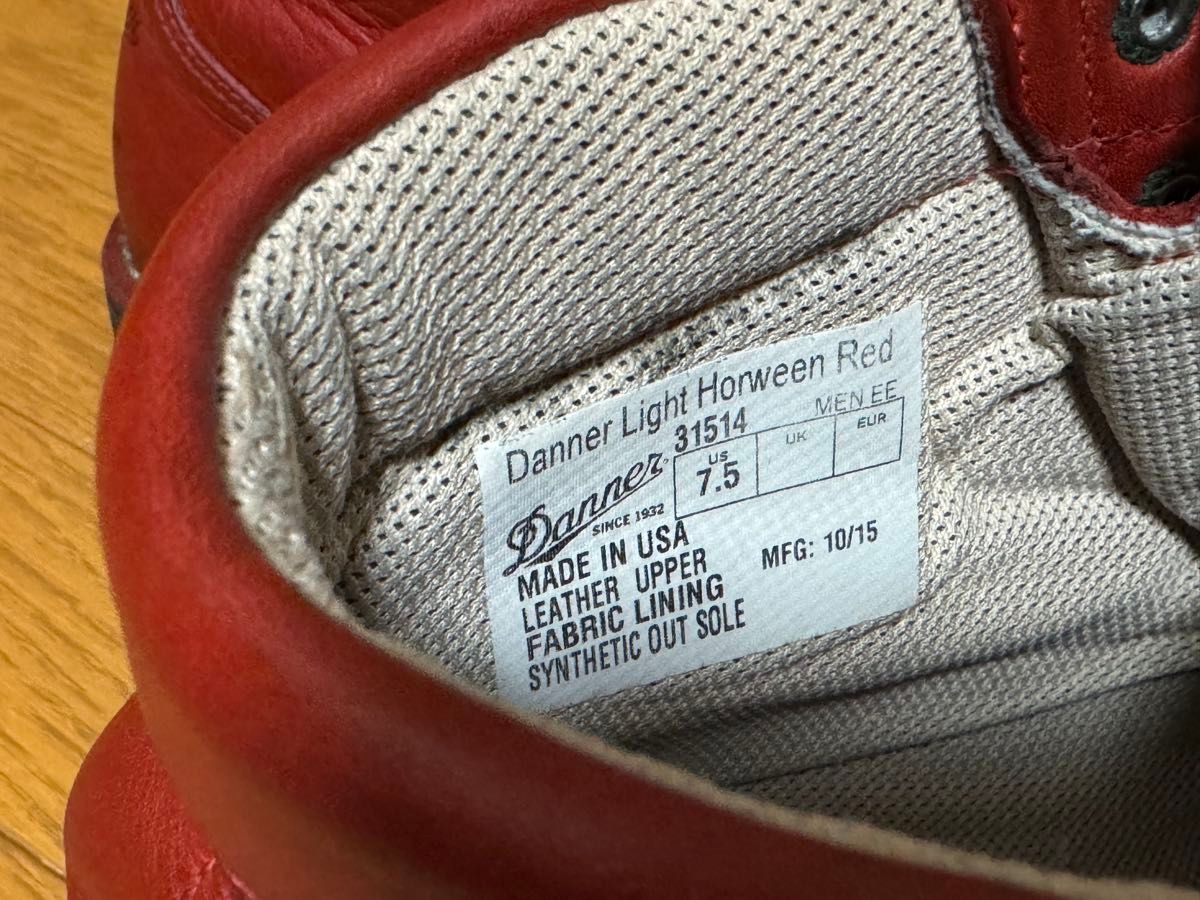 Danner Light Horween Red
31514 MEN EE
US UK EUR
7.5
Danner
SINCE 1932
MADE IN USA
LEATHER UPPER
FABRIC LINING
SYNTHETIC OUT SOLE
MFG: 10/15